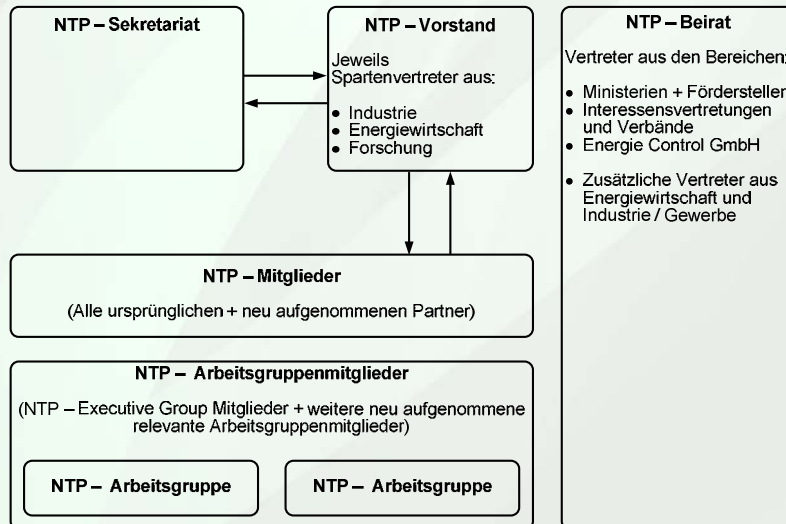 NTP – Sekretariat
NTP – Vorstand
Jeweils
Spartenvertreter aus:
• Industrie
• Energiewirtschaft
• Forschung
NTP – Beirat
Vertreter aus den Bereichen:
• Ministerien + Fördersteller
• Interessensvertretungen
und Verbände
• Energie Control GmbH
• Zusätzliche Vertreter aus
Energiewirtschaft und
Industrie / Gewerbe
NTP – Mitglieder
(Alle ursprünglichen + neu aufgenommenen Partner)
NTP – Arbeitsgruppenmitglieder
(NTP – Executive Group Mitglieder + weitere neu aufgenommene
relevante Arbeitsgruppenmitglieder)
NTP – Arbeitsgruppe
NTP – Arbeitsgruppe